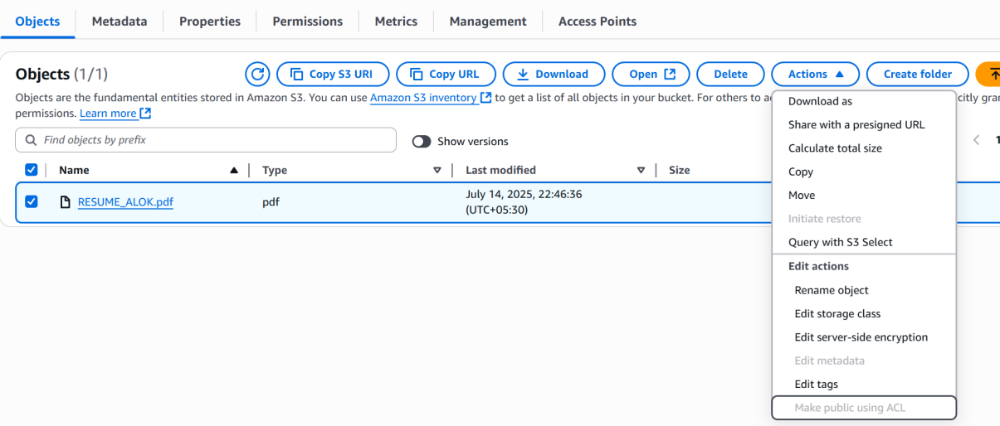 Objects Metadata Properties Permissions Metrics Management Access Points
Objects (1/1) Copy S3 URI Copy URL Download Open Delete Actions Create folder
Objects are the fundamental entities stored in Amazon S3. You can use Amazon S3 inventory to get a list of all objects in your bucket. For others to
permissions. Learn more
Find objects by prefix Show versions
Name Type Last modified Size
RESUME_ALOK.pdf pdf July 14, 2025, 22:46:36
(UTC+05:30)
Download as
Share with a presigned URL
Calculate total size
Copy
Move
Initiate restore
Query with S3 Select
Edit actions
Rename object
Edit storage class
Edit server-side encryption
Edit metadata
Edit tags
Make public using ACL